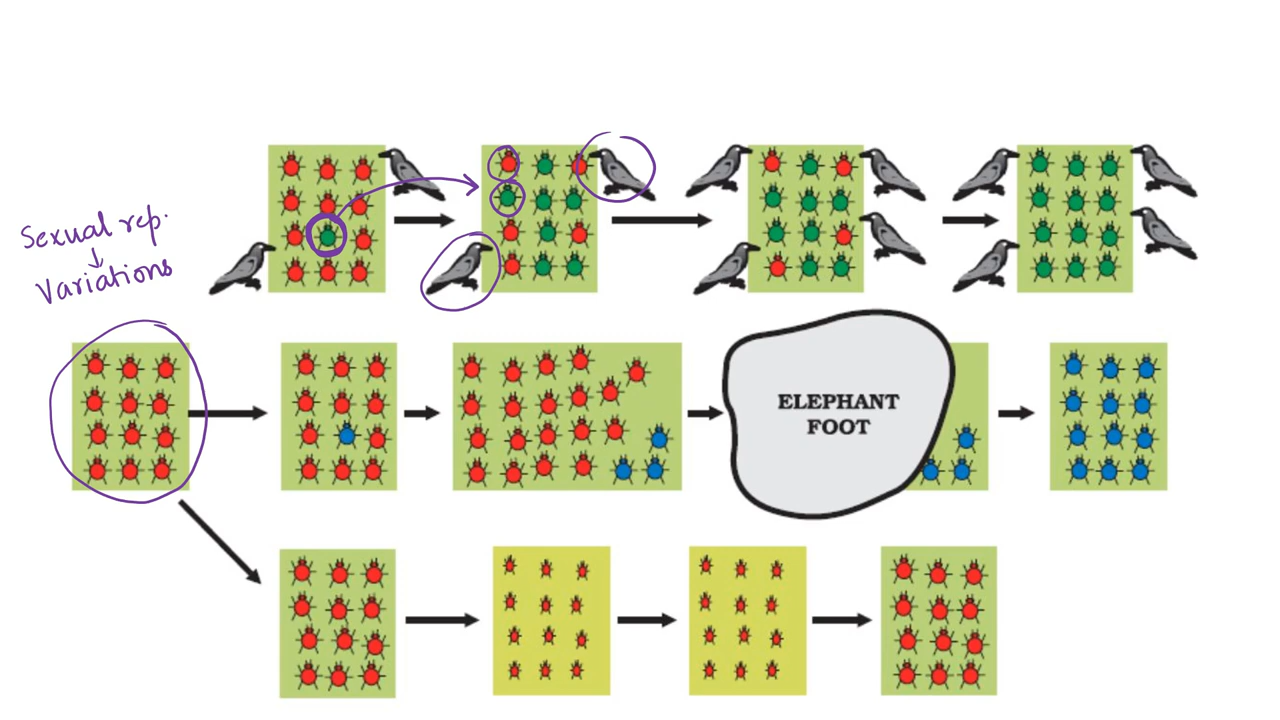 Sexual rep.
↓
Variations
ELEPHANT
FOOT